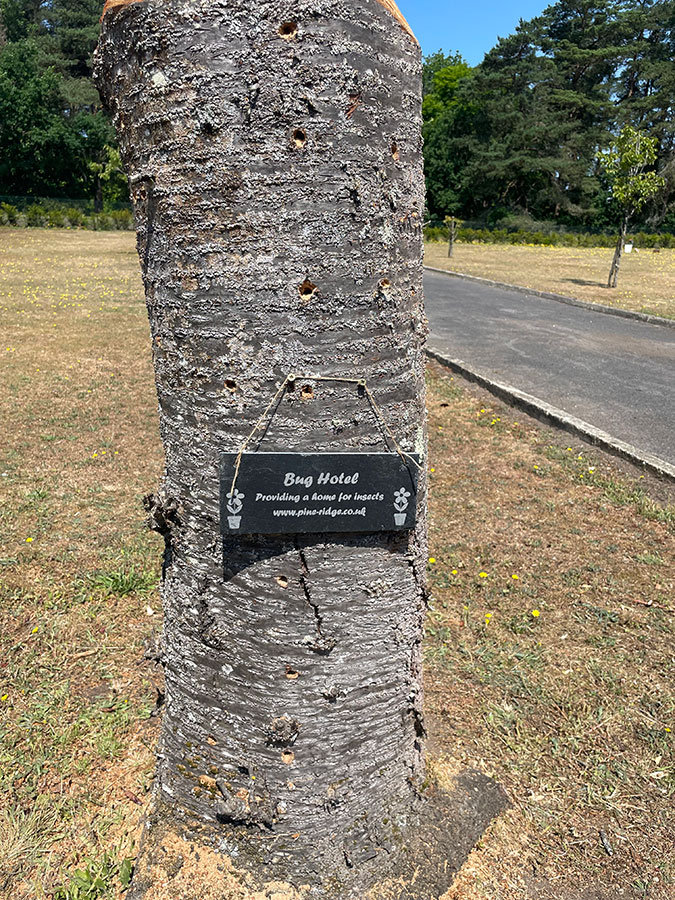 Bug Hotel
Providing a home for insects
www.pine-ridge.co.uk